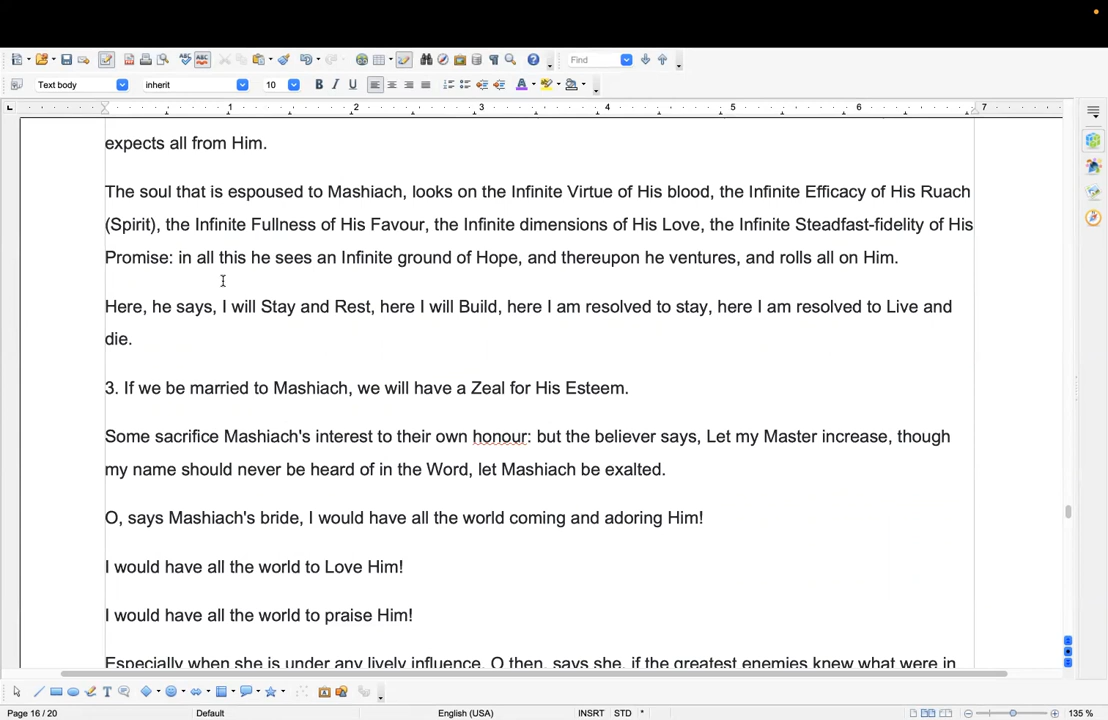 Find
Text body
inherit
10
1 2 3 4 5 6 7
expects all from Him.
The soul that is espoused to Mashiach, looks on the Infinite Virtue of His blood, the Infinite Efficacy of His Ruach
(Spirit), the Infinite Fullness of His Favour, the Infinite dimensions of His Love, the Infinite Steadfast-fidelity of His
Promise: in all this he sees an Infinite ground of Hope, and thereupon he ventures, and rolls all on Him.
Here, he says, I will Stay and Rest, here I will Build, here I am resolved to stay, here I am resolved to Live and
die.
3. If we be married to Mashiach, we will have a Zeal for His Esteem.
Some sacrifice Mashiach's interest to their own honour: but the believer says, Let my Master increase, though
my name should never be heard of in the Word, let Mashiach be exalted.
O, says Mashiach's bride, I would have all the world coming and adoring Him!
I would have all the world to Love Him!
I would have all the world to praise Him!
Especially when she is under any lively influence. O then, says she, if the greatest enemies knew what were in
Page 16 / 20 Default English (USA) INSRT STD * 135 %